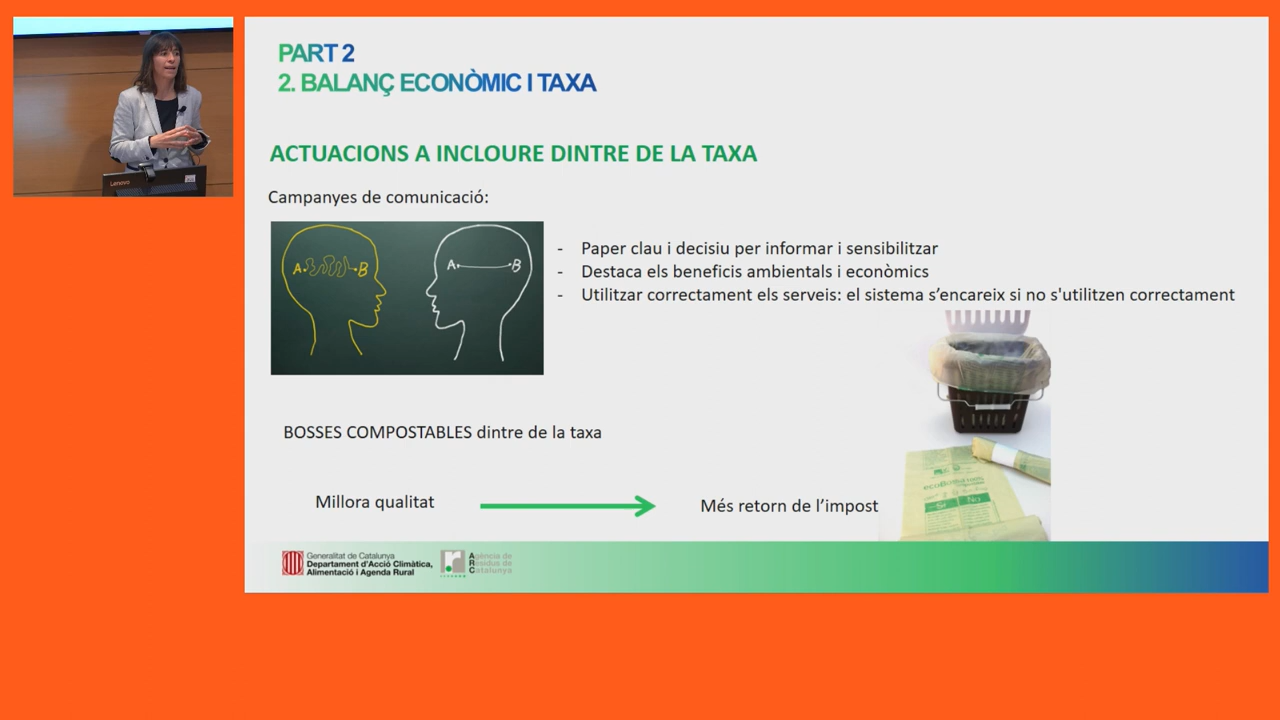 PART 2
2. BALANÇ ECONÒMIC I TAXA
ACTUACIONS A INCLOURE DINTRE DE LA TAXA
Campanyes de comunicació:
A B
A B
- Paper clau i decisiu per informar i sensibilitzar
- Destaca els beneficis ambientals i econòmics
- Utilitzar correctament els serveis: el sistema s’encareix si no s'utilitzen correctament
BOSSES COMPOSTABLES dintre de la taxa
Millora qualitat
Més retorn de l’impost
Sí No
Generalitat de Catalunya
Departament d’Acció Climàtica,
Alimentació i Agenda Rural
Agència de
Residus de
Catalunya
Lenovo